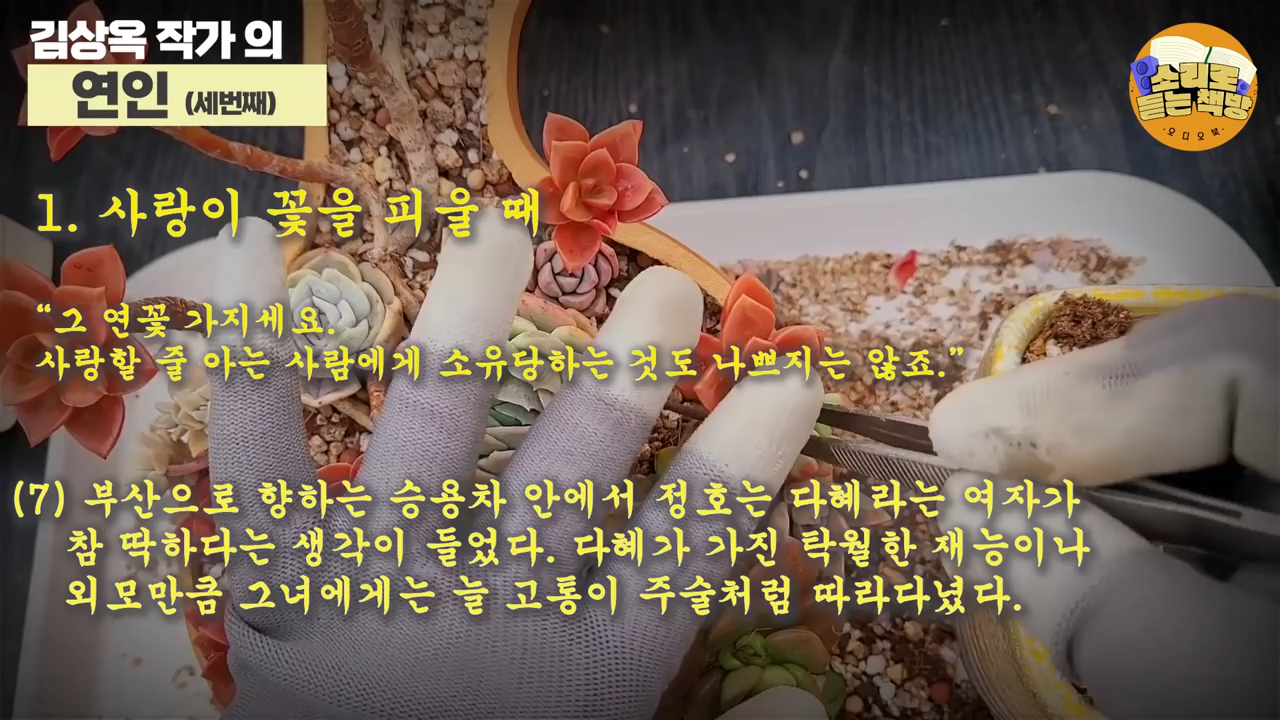 김상옥 작가 의
연인 (세번째)
소리로
듣는 책방
·오디오북·
1. 사랑이 꽃을 피울 때
“그 연꽃 가지세요.
사랑할 줄 아는 사람에게 소유당하는 것도 나쁘지는 않죠.”
(7) 부산으로 향하는 승용차 안에서 정호는 다혜라는 여자가
참 딱하다는 생각이 들었다. 다혜가 가진 탁월한 재능이나
외모만큼 그녀에게는 늘 고통이 주술처럼 따라다녔다.